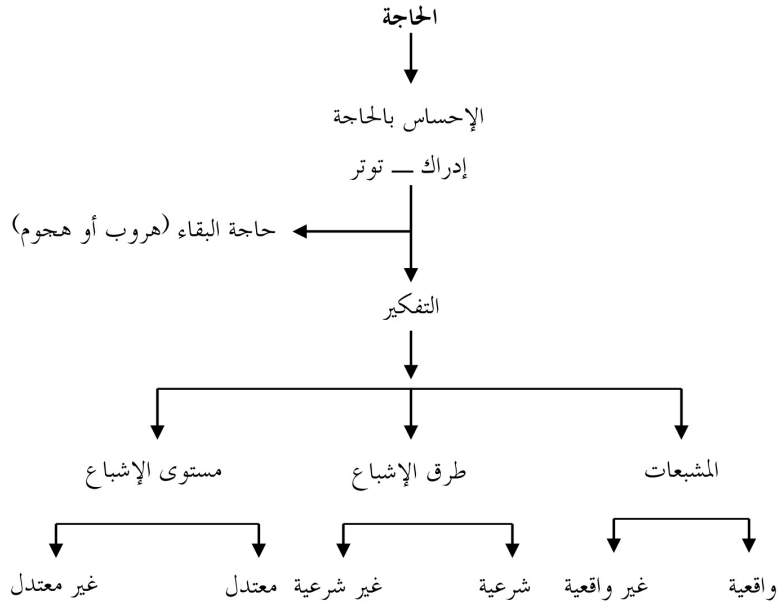 الحاجة
الإحساس بالحاجة
إدراك — توتر
حاجة البقاء (هروب أو هجوم)
التفكير
المشبعات
طرق الإشباع
مستوى الإشباع
واقعية
غير واقعية
شرعية
غير شرعية
معتدل
غير معتدل